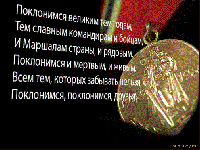 Поклонимся великим тем годам,
Тем славным командирам и бойцам,
И Маршалам страны, и рядовым,
Поклонимся и мертвым, и живым,
Всем тем, которых забывать нельзя,
Поклонимся, поклонимся, друзья.